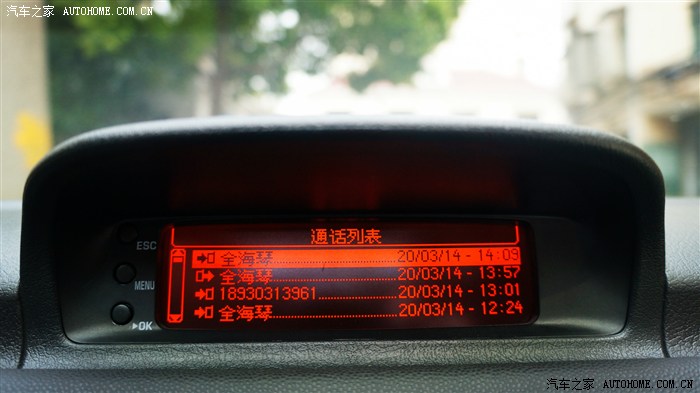 汽车之家 AUTOHOME.COM.CN
通话列表
ESC
全海琴 20/03/14 - 14:09
全海琴 20/03/14 - 13:57
MENU
18930313961 20/03/14 - 13:01
全海琴 20/03/14 - 12:24
▶OK
汽车之家 AUTOHOME.COM.CN